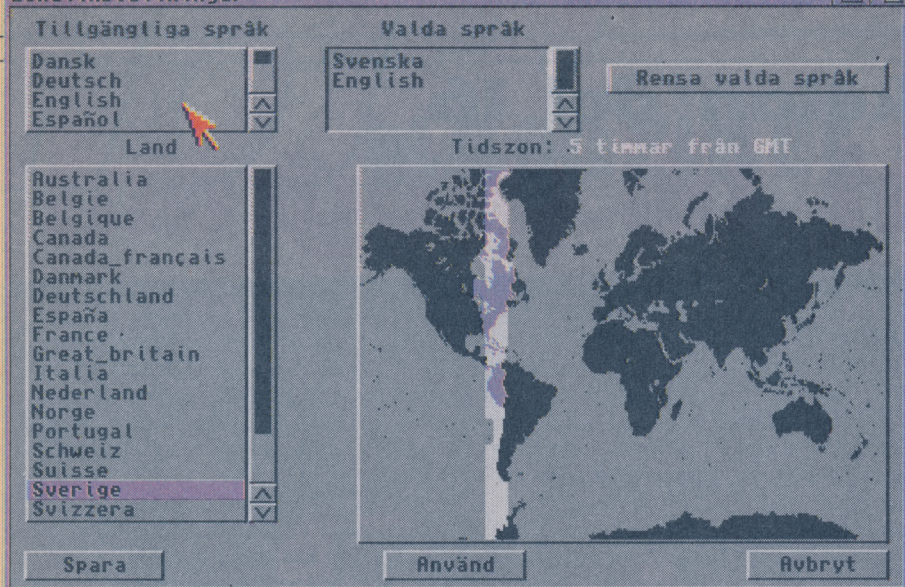 Tillgängliga språk
Valda språk
Dansk
Deutsch
English
Español
Svenska
English
Rensa valda språk
Land
Tidszon: 5 timmar från GMT
Australia
Belgie
Belgique
Canada
Canada_français
Danmark
Deutschland
España
France
Great_britain
Italia
Nederland
Norge
Portugal
Schweiz
Suisse
Sverige
Svizzera
Spara
Använd
Avbryt